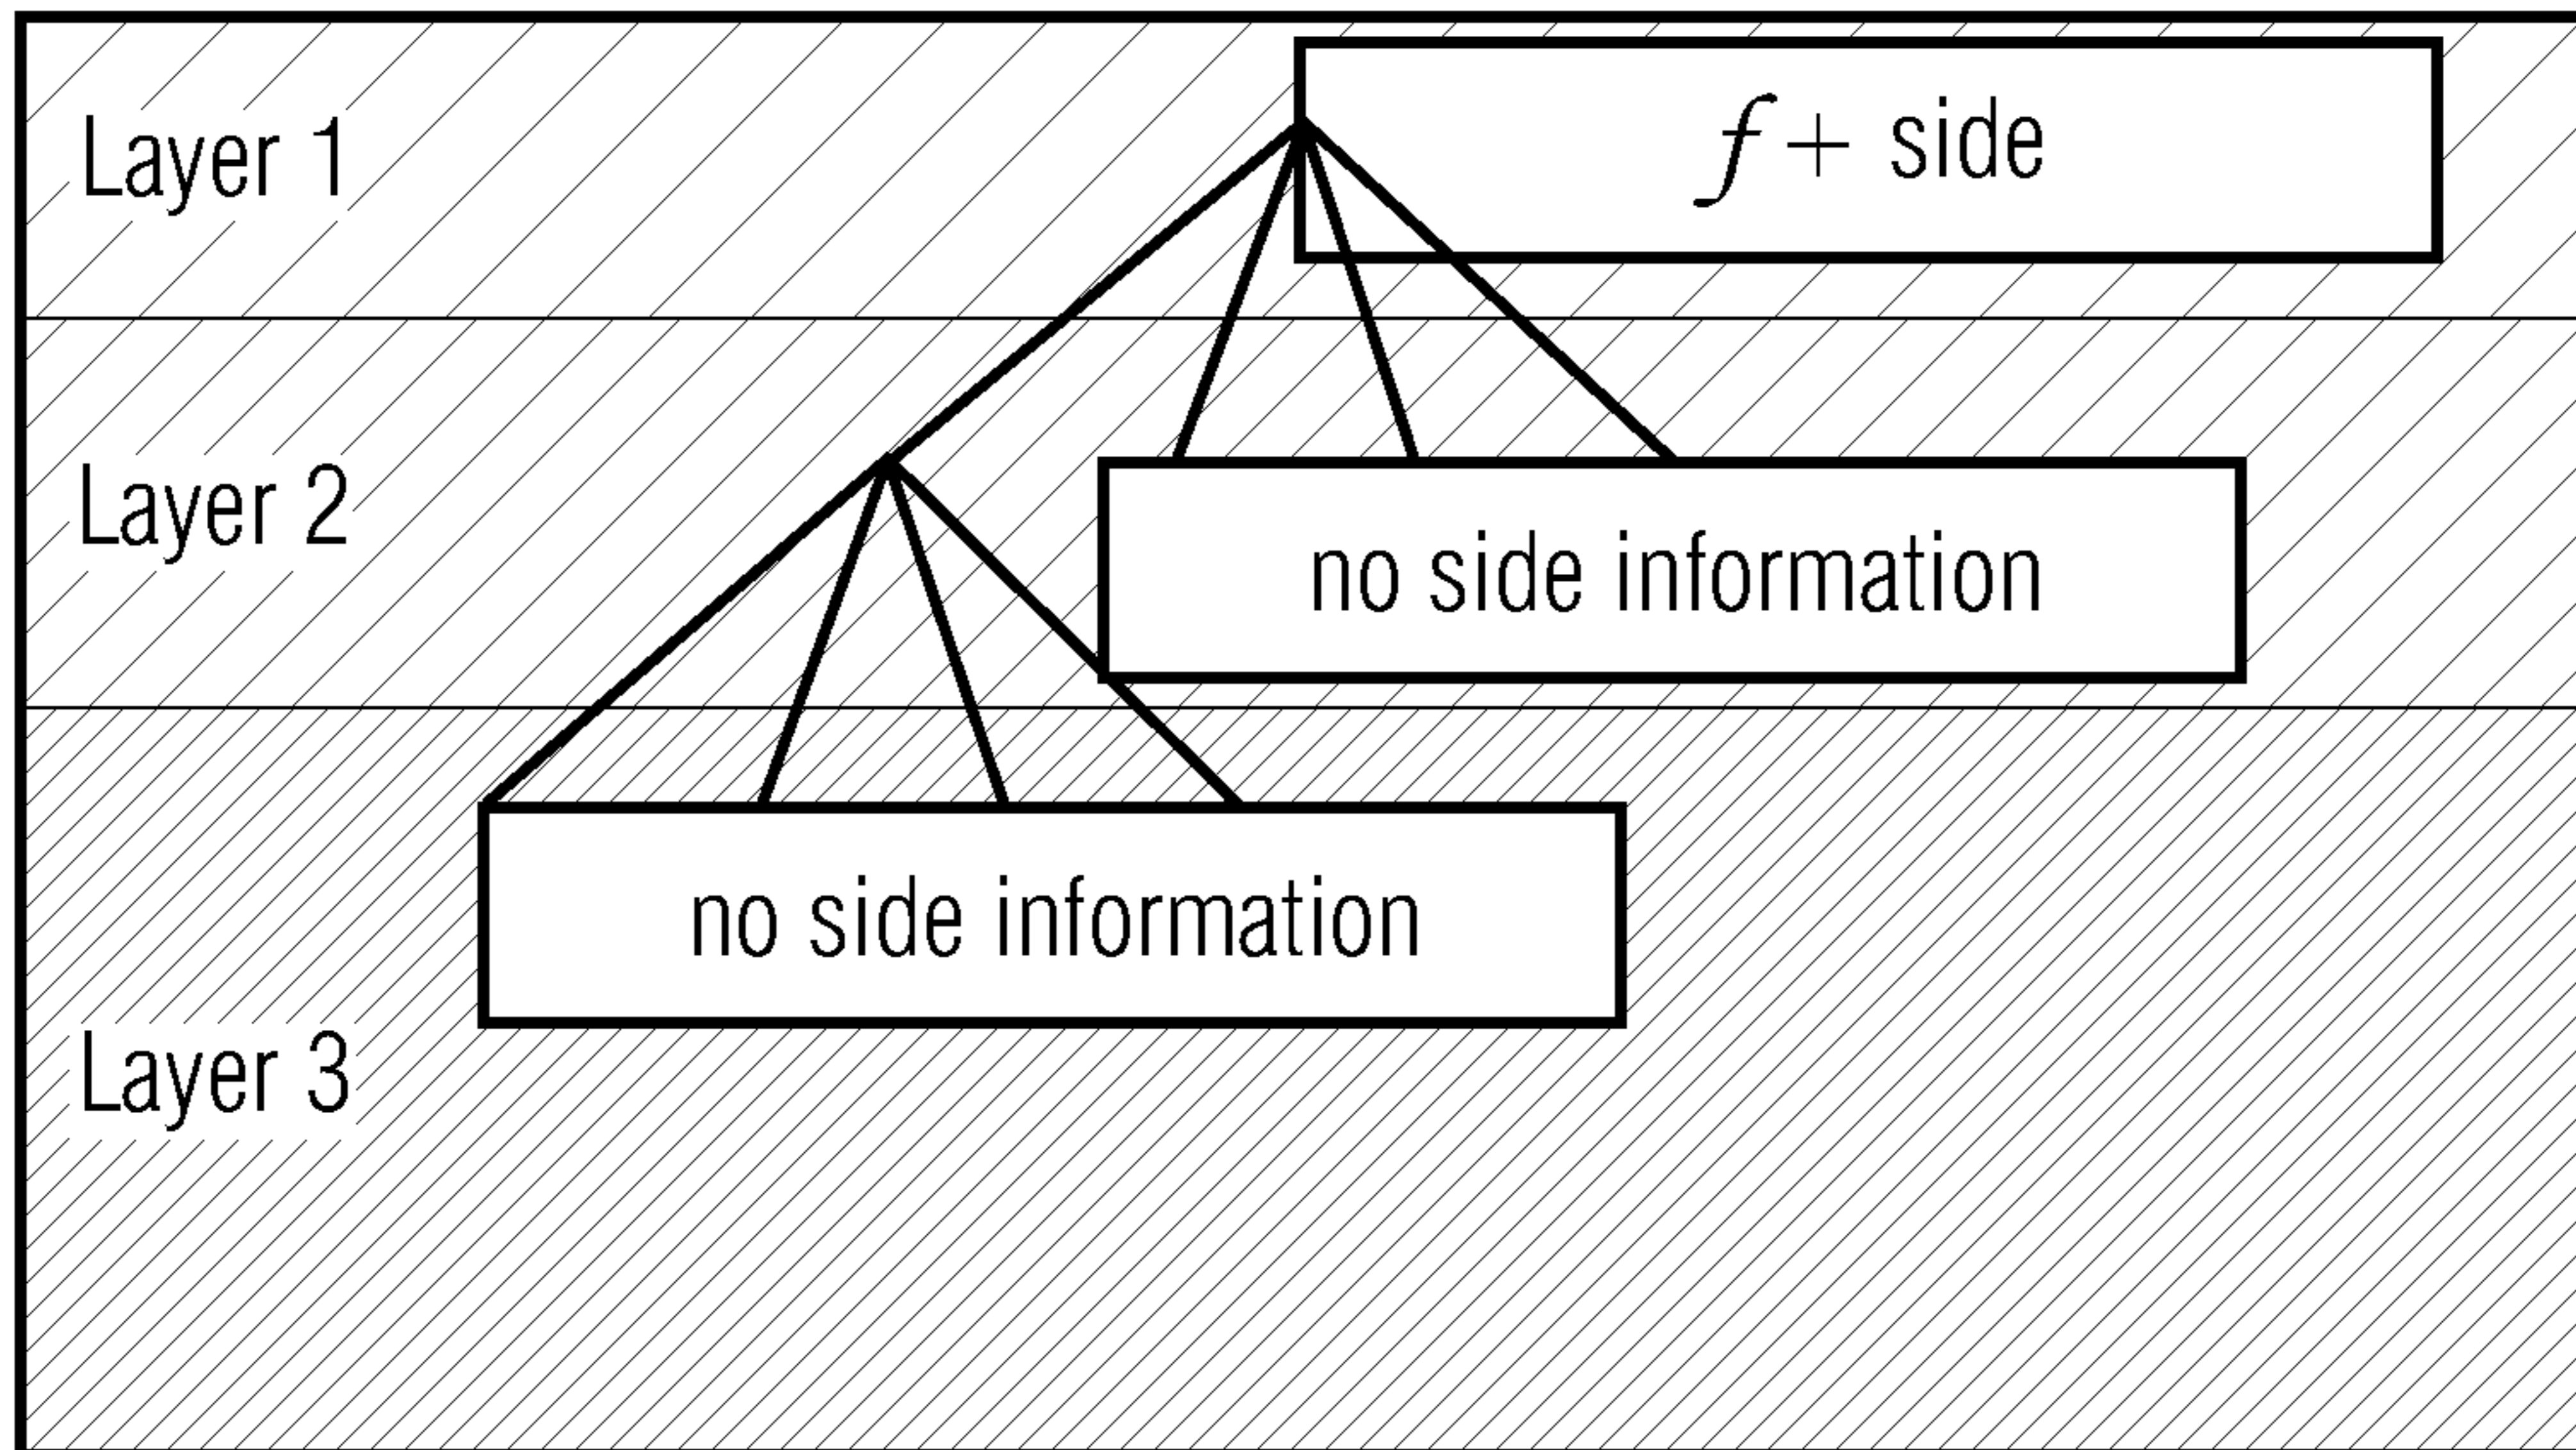 Layer 1
f + side
Layer 2
no side information
no side information
Layer 3